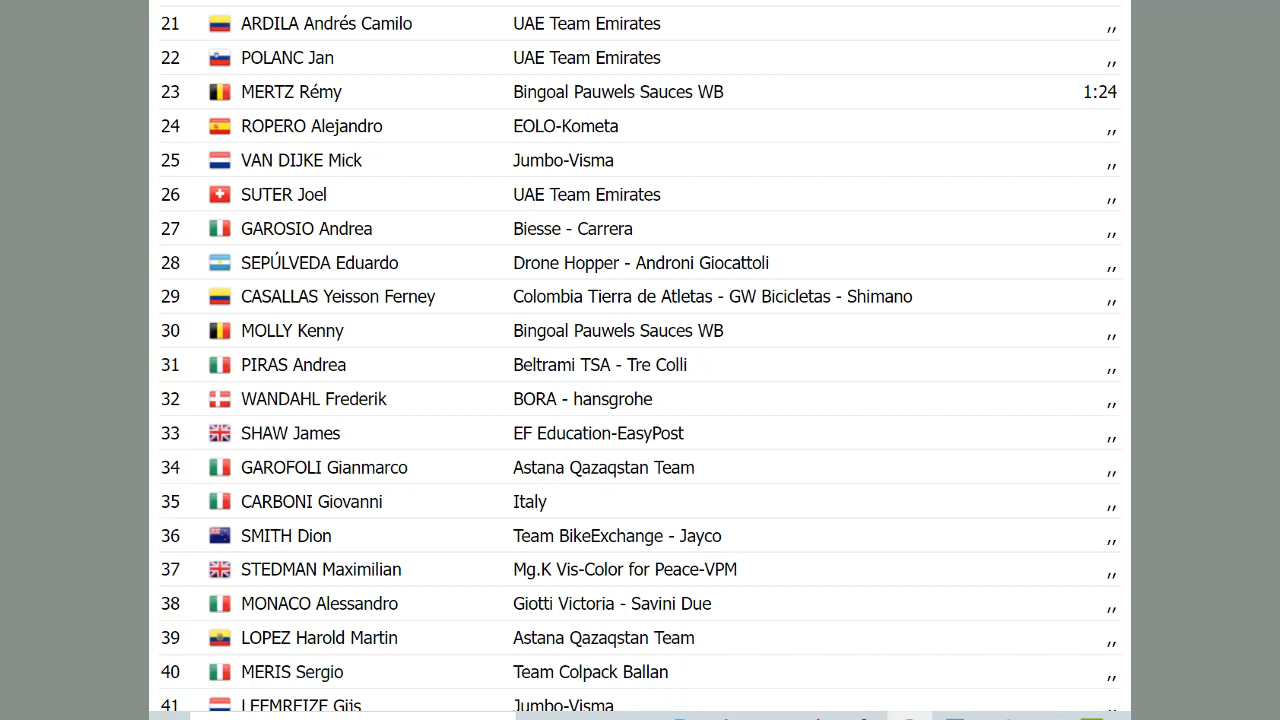 21 ARDILA Andrés Camilo UAE Team Emirates ,,
22 POLANC Jan UAE Team Emirates ,,
23 MERTZ Rémy Bingoal Pauwels Sauces WB 1:24
24 ROPERO Alejandro EOLO-Kometa ,,
25 VAN DIJKE Mick Jumbo-Visma ,,
26 SUTER Joel UAE Team Emirates ,,
27 GAROSIO Andrea Biesse - Carrera ,,
28 SEPÚLVEDA Eduardo Drone Hopper - Androni Giocattoli ,,
29 CASALLAS Yeisson Ferney Colombia Tierra de Atletas - GW Bicicletas - Shimano ,,
30 MOLLY Kenny Bingoal Pauwels Sauces WB ,,
31 PIRAS Andrea Beltrami TSA - Tre Colli ,,
32 WANDAHL Frederik BORA - hansgrohe ,,
33 SHAW James EF Education-EasyPost ,,
34 GAROFOLI Gianmarco Astana Qazaqstan Team ,,
35 CARBONI Giovanni Italy ,,
36 SMITH Dion Team BikeExchange - Jayco ,,
37 STEDMAN Maximilian Mg.K Vis-Color for Peace-VPM ,,
38 MONACO Alessandro Giotti Victoria - Savini Due ,,
39 LOPEZ Harold Martin Astana Qazaqstan Team ,,
40 MERIS Sergio Team Colpack Ballan ,,
41 LEEMREIZE Gijs Jumbo-Visma ,,